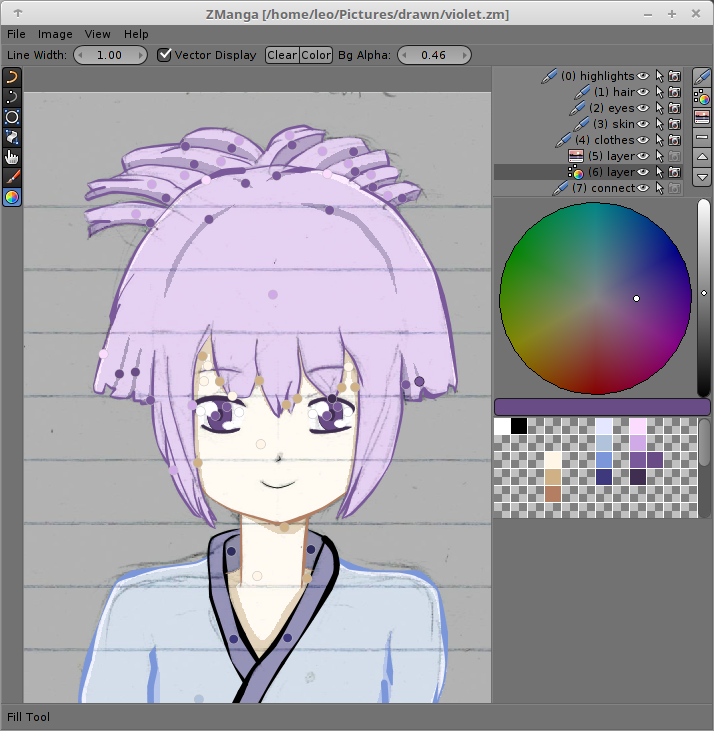 ZManga [/home/leo/Pictures/drawn/violet.zm]
File Image View Help
Line Width: 1.00 Vector Display Clear Color Bg Alpha: 0.46
(0) highlights
(1) hair
(2) eyes
(3) skin
(4) clothes
(5) layer
(6) layer
(7) connect
Fill Tool